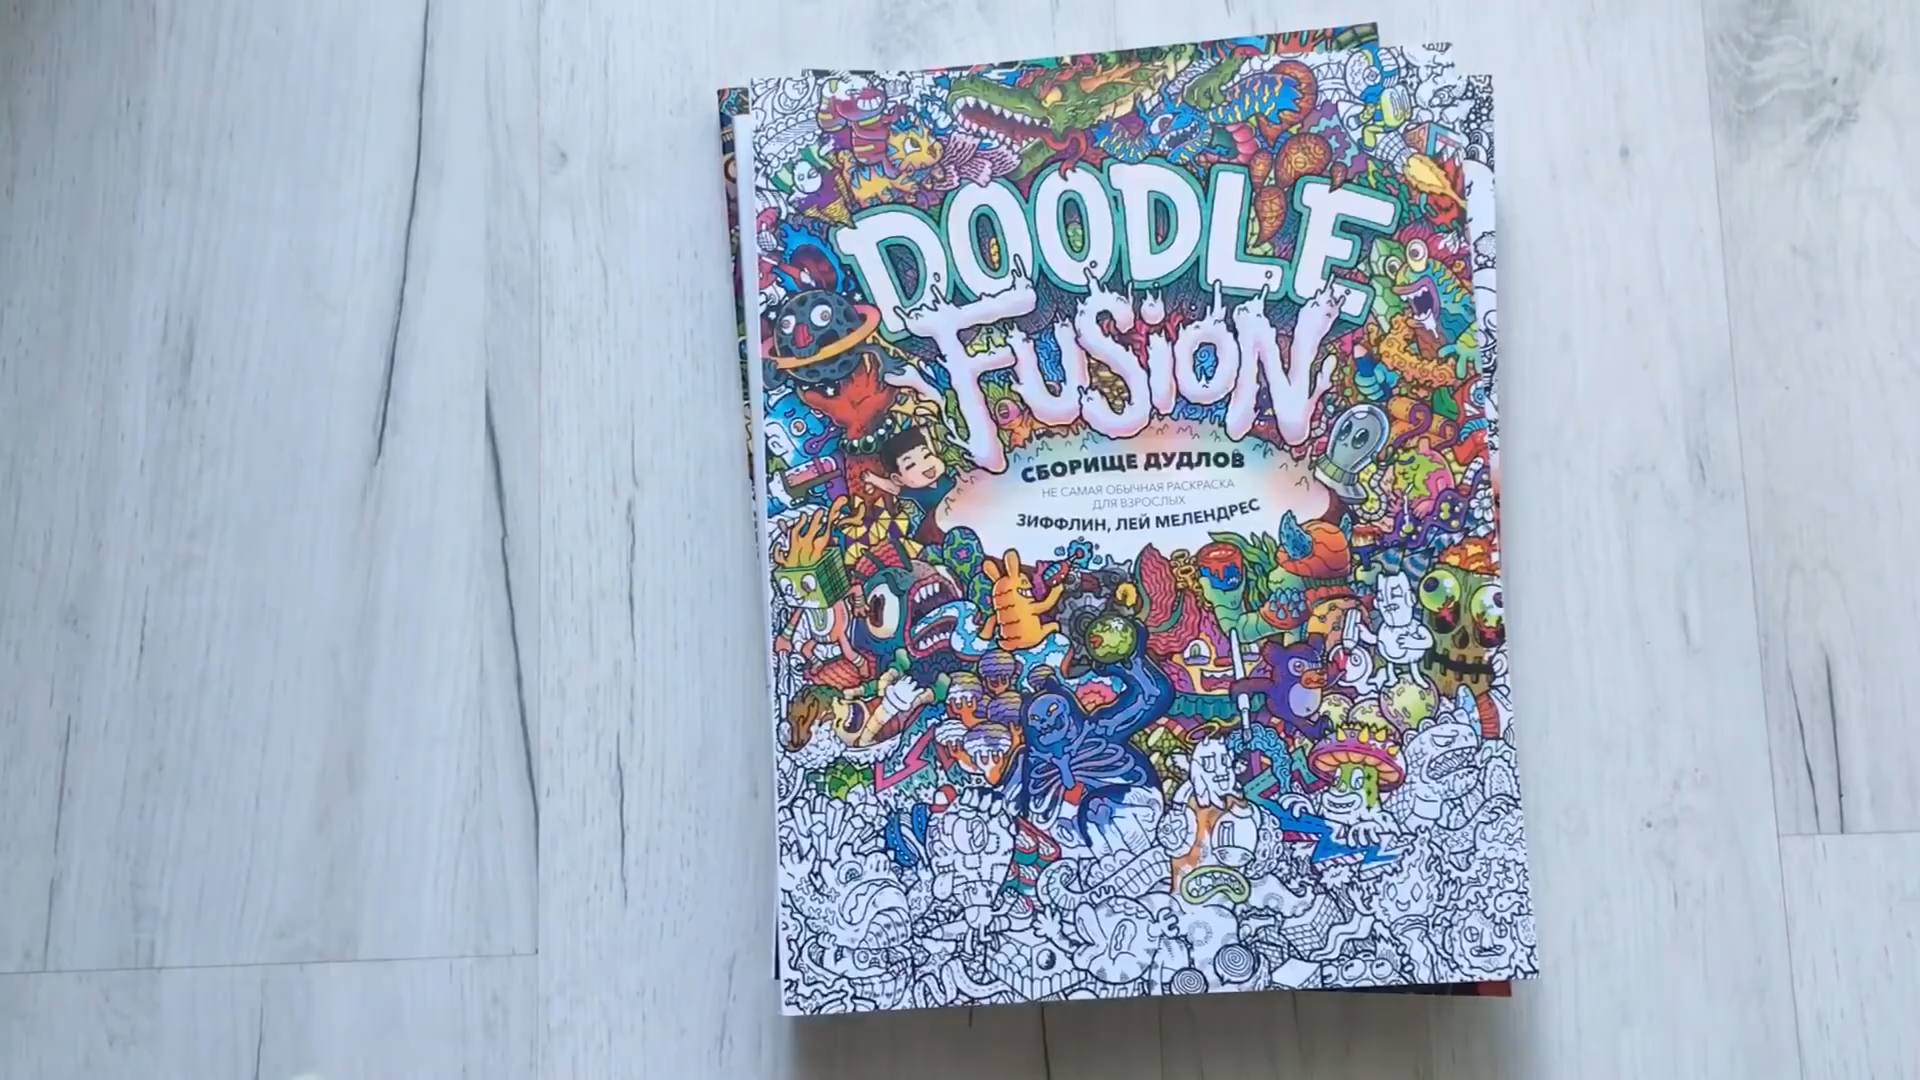 DOODLE
FUSION
СБОРИЩЕ ДУДЛОВ
НЕ САМАЯ ОБЫЧНАЯ РАСКРАСКА
ДЛЯ ВЗРОСЛЫХ
ЗИФФЛИН, ЛЕЙ МЕЛЕНДРЕС